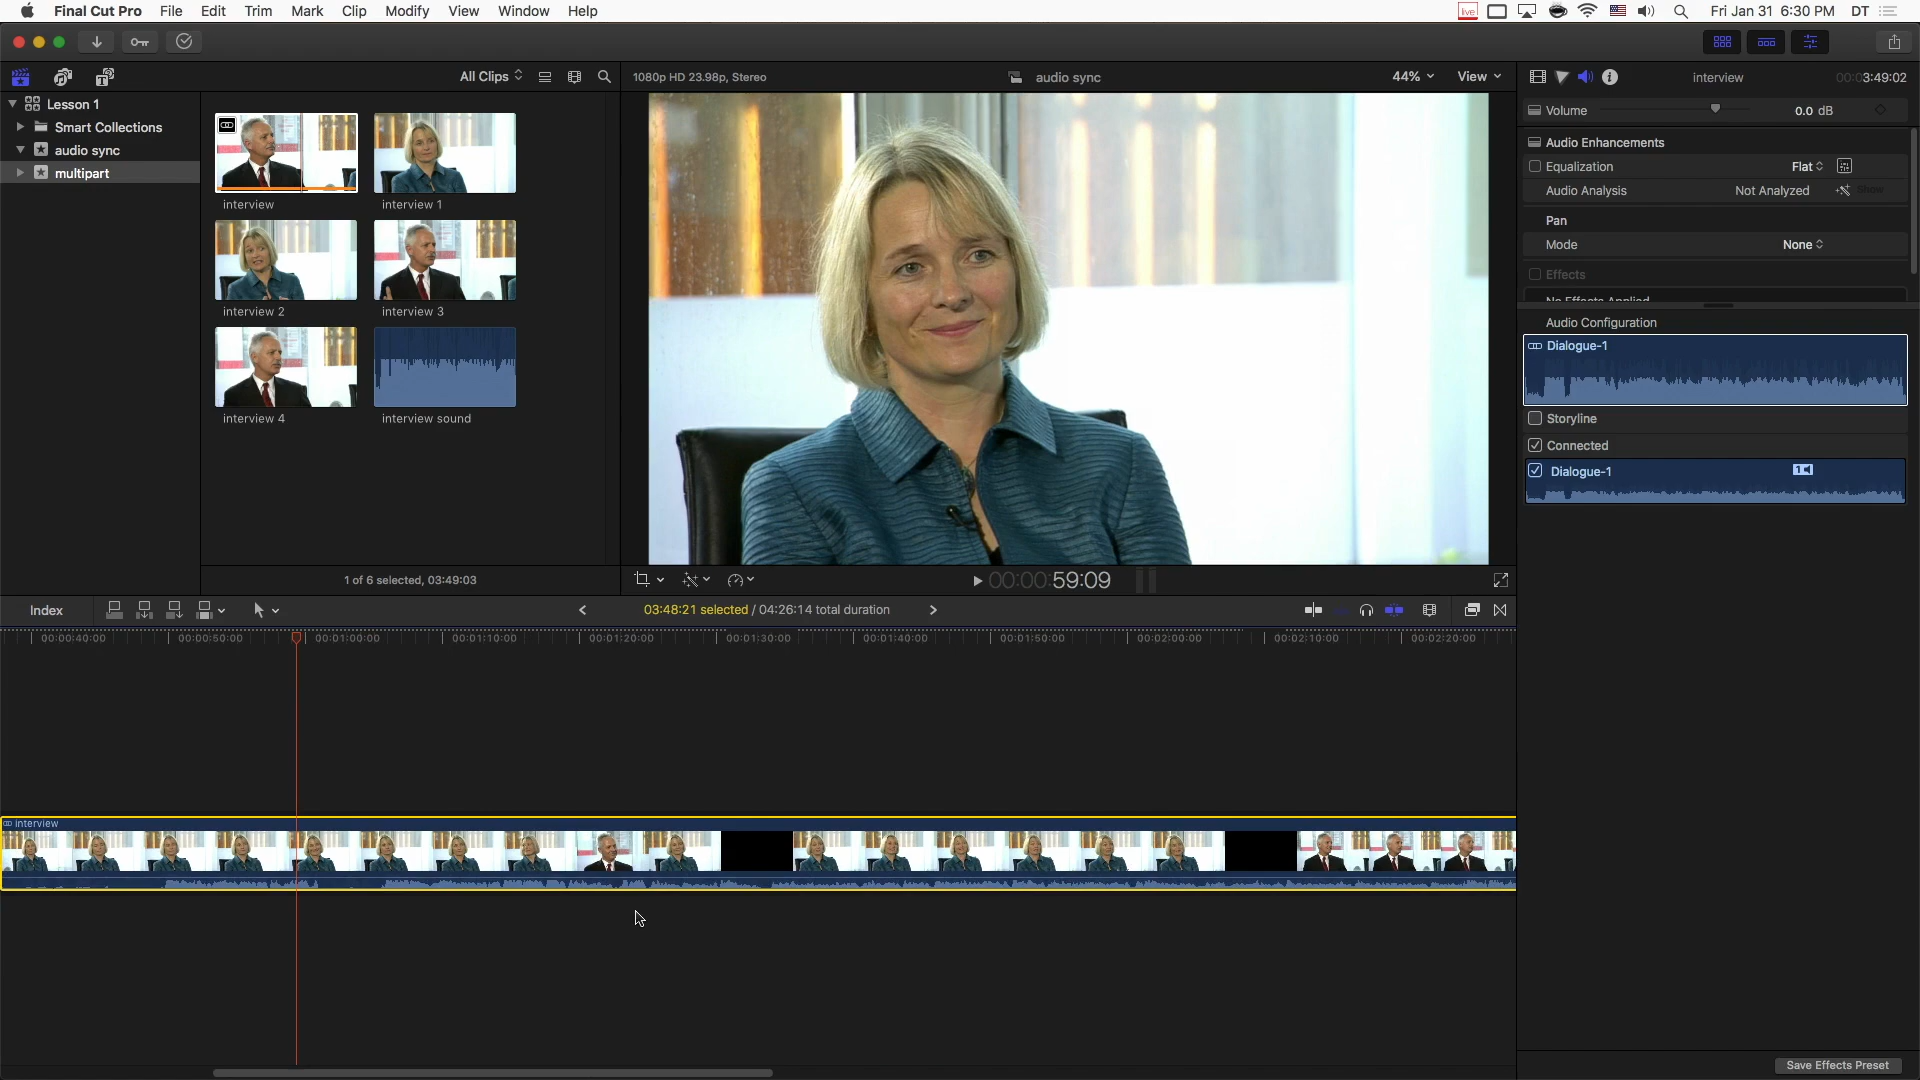 Final Cut Pro File Edit Trim Mark Clip Modify View Window Help live Fri Jan 31 6:30 PM DT
All Clips 1080p HD 23.98p, Stereo audio sync 44% View interview 00:03:49:02
Lesson 1
Smart Collections
audio sync
multipart
interview interview 1
interview 2 interview 3
interview 4 interview sound
1 of 6 selected, 03:49:03
00:00:00:59:09
Volume 0.0 dB
Audio Enhancements
Equalization Flat
Audio Analysis Not Analyzed Show
Pan
Mode None
Effects
No Effects Applied
Audio Configuration
Dialogue-1
Storyline
Connected
Dialogue-1 1
Index 03:48:21 selected / 04:26:14 total duration
00:00:40:00 00:00:50:00 00:01:00:00 00:01:10:00 00:01:20:00 00:01:30:00 00:01:40:00 00:01:50:00 00:02:00:00 00:02:10:00 00:02:20:00
interview
Save Effects Preset